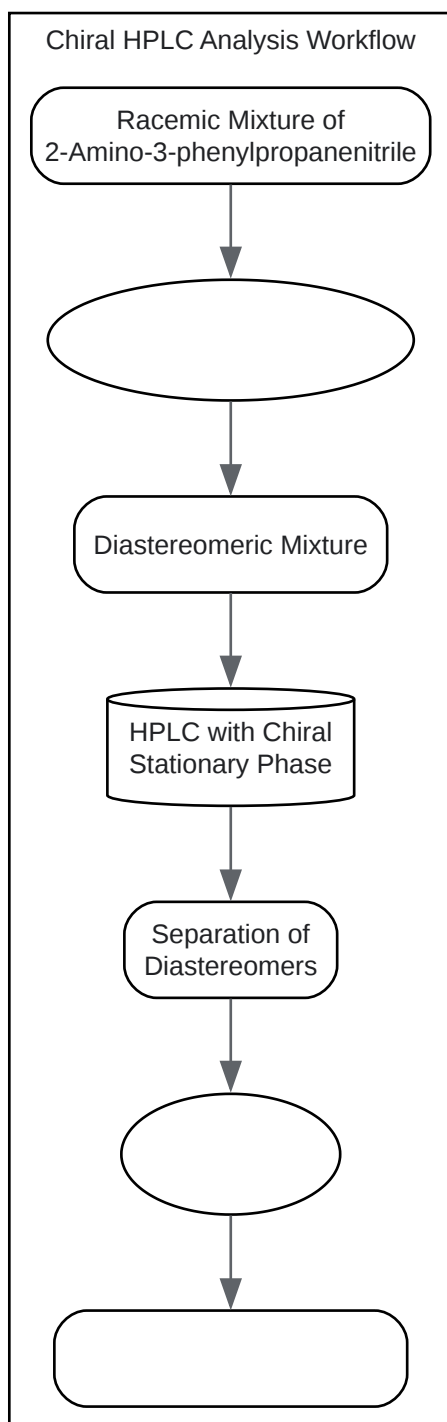 Chiral HPLC Analysis Workflow
Racemic Mixture of
2-Amino-3-phenylpropanenitrile
Diastereomeric Mixture
HPLC with Chiral
Stationary Phase
Separation of
Diastereomers